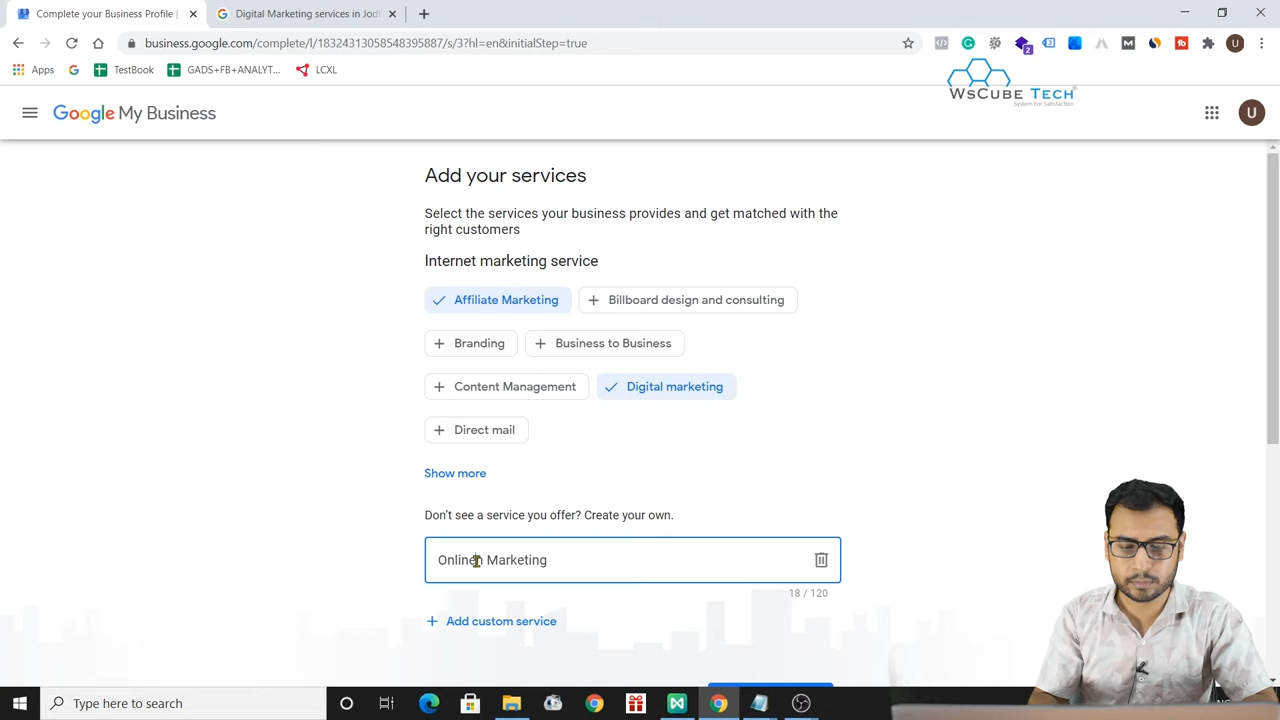 Complete your Business Profile |
Digital Marketing services in Jod
business.google.com/complete/l/18324313058548395887/s/3?hl=en&initialStep=true
2
U
Apps
TestBook
GADS+FB+ANALYT...
LCXL
WsCube Tech
System For Satisfaction
Google My Business
U
Add your services
Select the services your business provides and get matched with the
right customers
Internet marketing service
Affiliate Marketing
Billboard design and consulting
Branding
Business to Business
Content Management
Digital marketing
Direct mail
Show more
Don't see a service you offer? Create your own.
Marketing
18 / 120
Add custom service
Type here to search